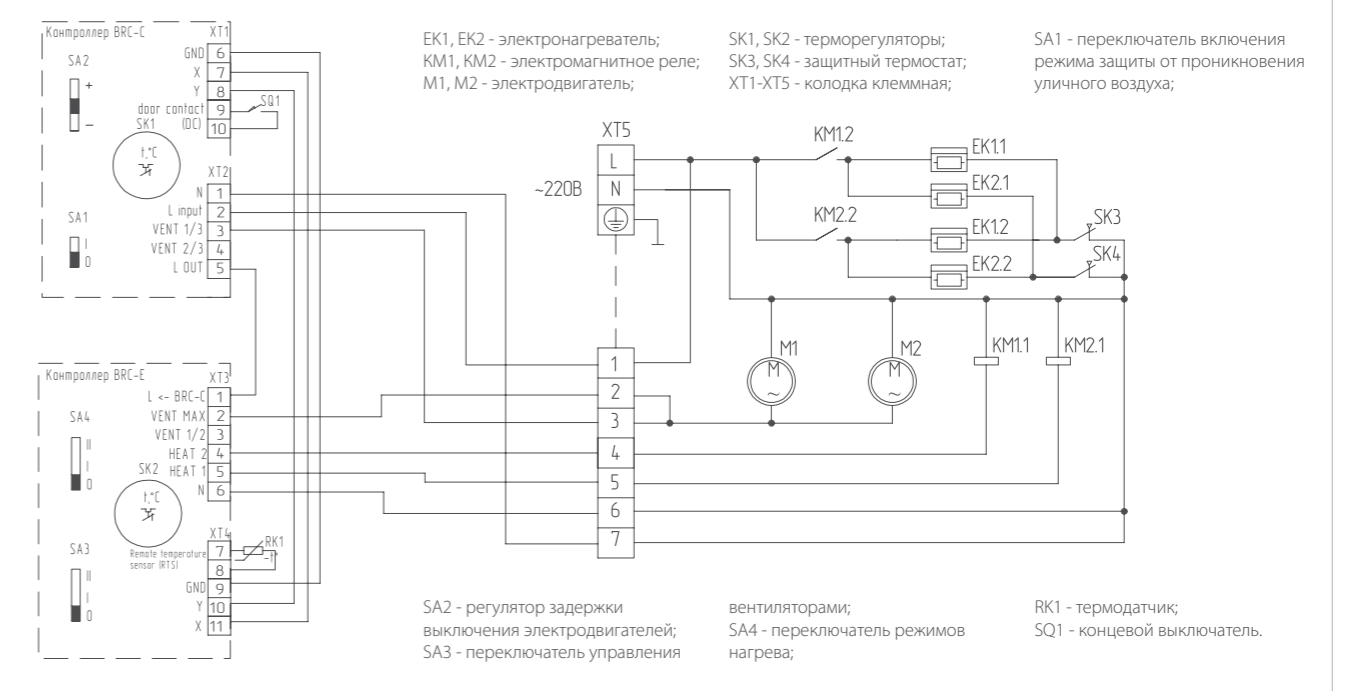 Контроллер BRC-C
XT1
SA2
+
−
GND 6
X 7
Y 8
door contact 9
(DC) 10
SQ1
SK1
t,°C
XT2
N 1
L input 2
VENT 1/3 3
VENT 2/3 4
L OUT 5
SA1
I
0
Контроллер BRC-E
XT3
L <- BRC-C 1
VENT MAX 2
VENT 1/2 3
HEAT 2 4
HEAT 1 5
N 6
SA4
II
I
0
SK2
t,°C
XT4
Remote temperature 7
sensor (RTS) 8
RK1
-t°
GND 9
Y 10
X 11
SA3
II
I
0
EK1, EK2 - электронагреватель;
KM1, KM2 - электромагнитное реле;
M1, M2 - электродвигатель;
SK1, SK2 - терморегуляторы;
SK3, SK4 - защитный термостат;
XT1-XT5 - колодка клеммная;
SA1 - переключатель включения
режима защиты от проникновения
уличного воздуха;
XT5
L
~220В
N
KM1.2
KM2.2
EK1.1
EK2.1
EK1.2
EK2.2
SK3
SK4
M1
M
~
M2
M
~
KM1.1
KM2.1
1
2
3
4
5
6
7
SA2 - регулятор задержки
выключения электродвигателей;
SA3 - переключатель управления
вентиляторами;
SA4 - переключатель режимов
нагрева;
RK1 - термодатчик;
SQ1 - концевой выключатель.